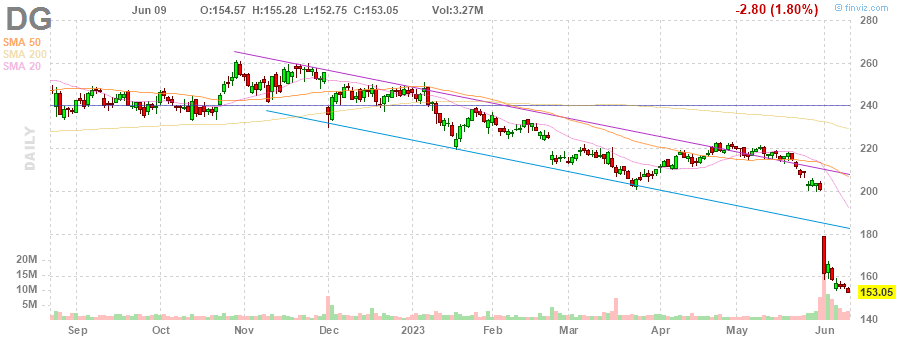 DG Jun 09 O:154.57 H:155.28 L:152.75 C:153.05 Vol:3.27M -2.80 (1.80%) © finviz.com
SMA 50
SMA 200
SMA 20
DAILY
280
260
240
220
200
180
160
153.05
140
20M
15M
10M
5M
Sep Oct Nov Dec 2023 Feb Mar Apr May Jun